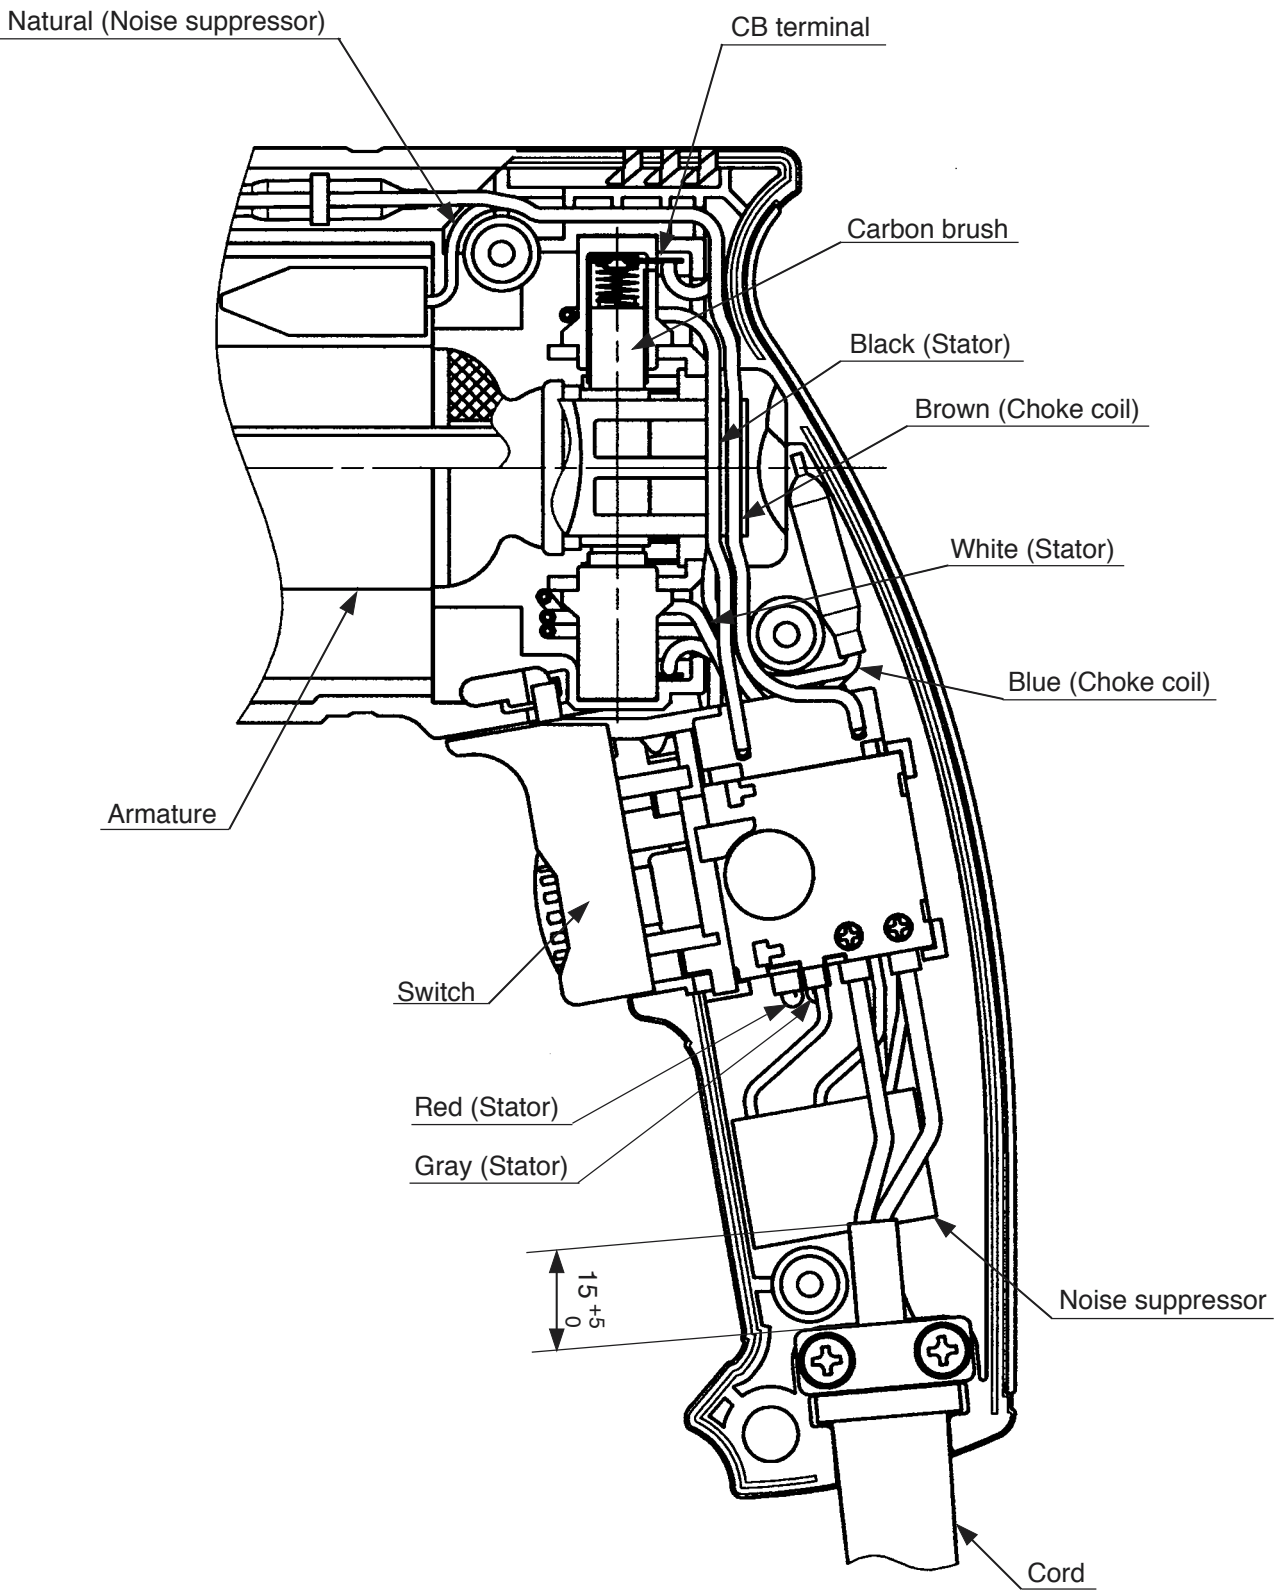 Natural (Noise suppressor)
CB terminal
Carbon brush
Black (Stator)
Brown (Choke coil)
White (Stator)
Blue (Choke coil)
Armature
Switch
Red (Stator)
Gray (Stator)
15 +5
0
Noise suppressor
Cord